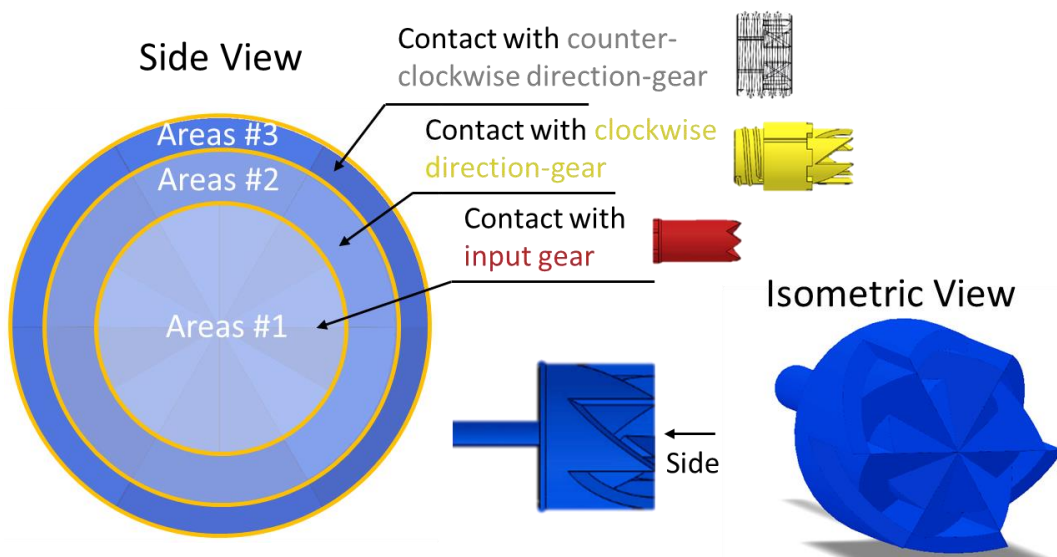 Side View
Contact with counter-
clockwise direction-gear
Areas #3
Contact with clockwise
direction-gear
Areas #2
Contact with
input gear
Areas #1
Isometric View
Side